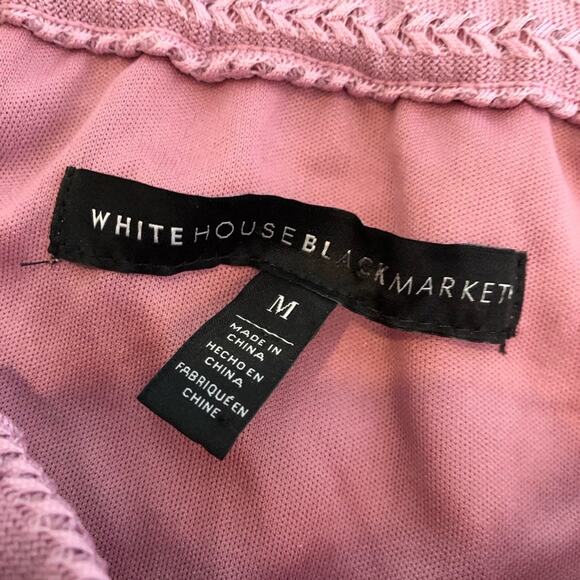 WHITE HOUSE BLACK MARKET
M
MADE IN
CHINA
HECHO EN
CHINA
FABRIQUÉ EN
CHINE